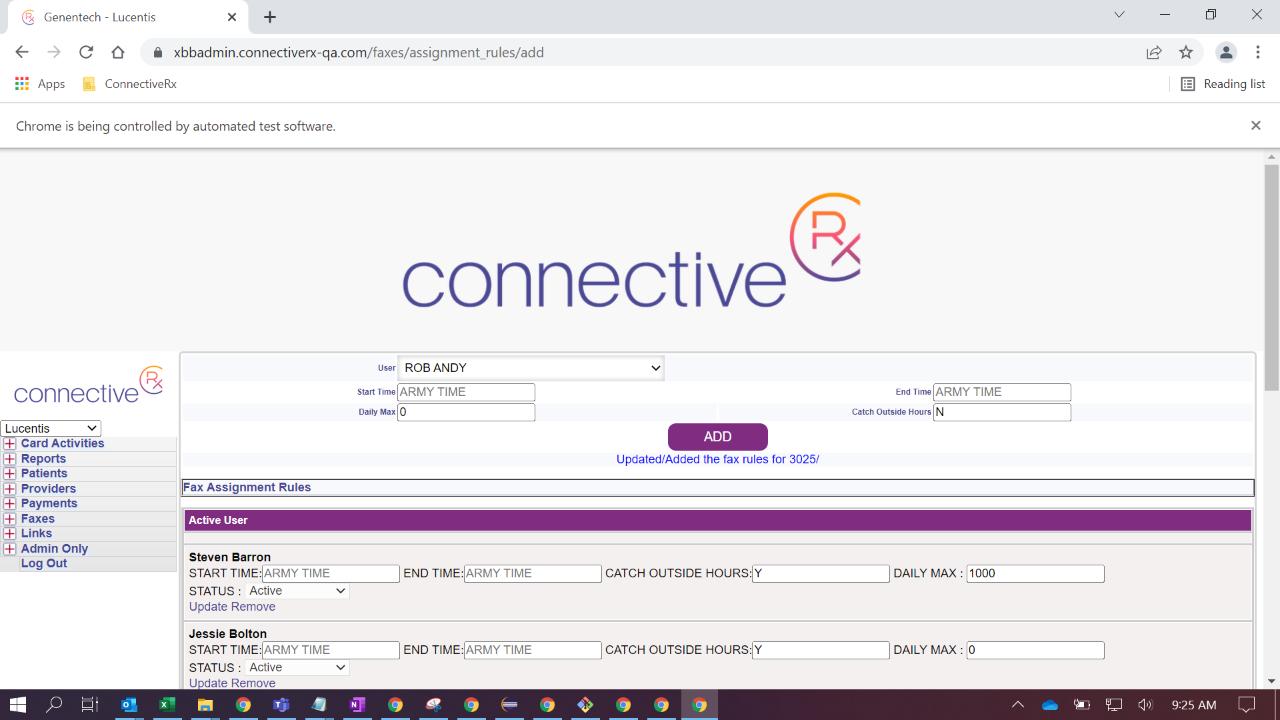 Genentech - Lucentis
xbbadmin.connectiverx-qa.com/faxes/assignment_rules/add
Apps ConnectiveRx Reading list
Chrome is being controlled by automated test software.
connective Rx
connective Rx
Lucentis
Card Activities
Reports
Patients
Providers
Payments
Faxes
Links
Admin Only
Log Out
User ROB ANDY
Start Time ARMY TIME End Time ARMY TIME
Daily Max 0 Catch Outside Hours N
ADD
Updated/Added the fax rules for 3025/
Fax Assignment Rules
Active User
Steven Barron
START TIME: ARMY TIME END TIME: ARMY TIME CATCH OUTSIDE HOURS: Y DAILY MAX : 1000
STATUS : Active
Update Remove
Jessie Bolton
START TIME: ARMY TIME END TIME: ARMY TIME CATCH OUTSIDE HOURS: Y DAILY MAX : 0
STATUS : Active
Update Remove
9:25 AM